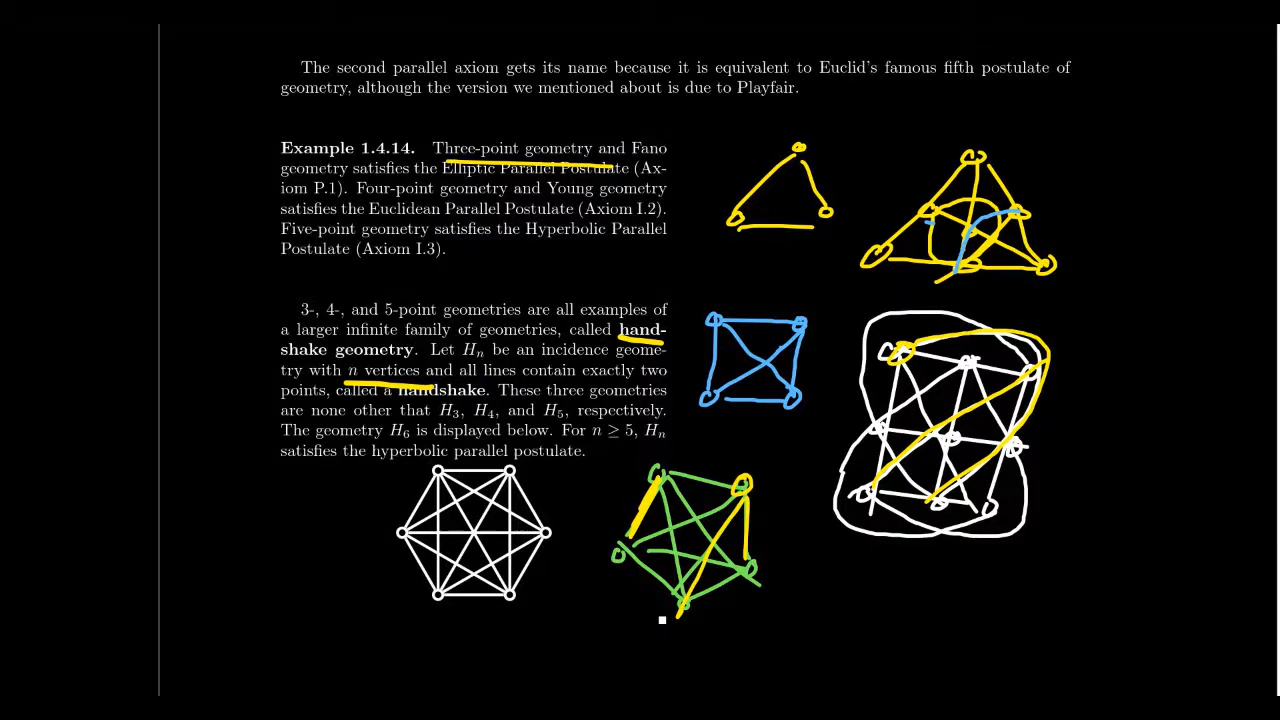 The second parallel axiom gets its name because it is equivalent to Euclid's famous fifth postulate of
geometry, although the version we mentioned about is due to Playfair.
Example 1.4.14. Three-point geometry and Fano
geometry satisfies the Elliptic Parallel Postulate (Ax-
iom P.1). Four-point geometry and Young geometry
satisfies the Euclidean Parallel Postulate (Axiom I.2).
Five-point geometry satisfies the Hyperbolic Parallel
Postulate (Axiom I.3).
3-, 4-, and 5-point geometries are all examples of
a larger infinite family of geometries, called hand-
shake geometry. Let Hn be an incidence geome-
try with n vertices and all lines contain exactly two
points, called a handshake. These three geometries
are none other that H3, H4, and H5, respectively.
The geometry H6 is displayed below. For n ≥ 5, Hn
satisfies the hyperbolic parallel postulate.